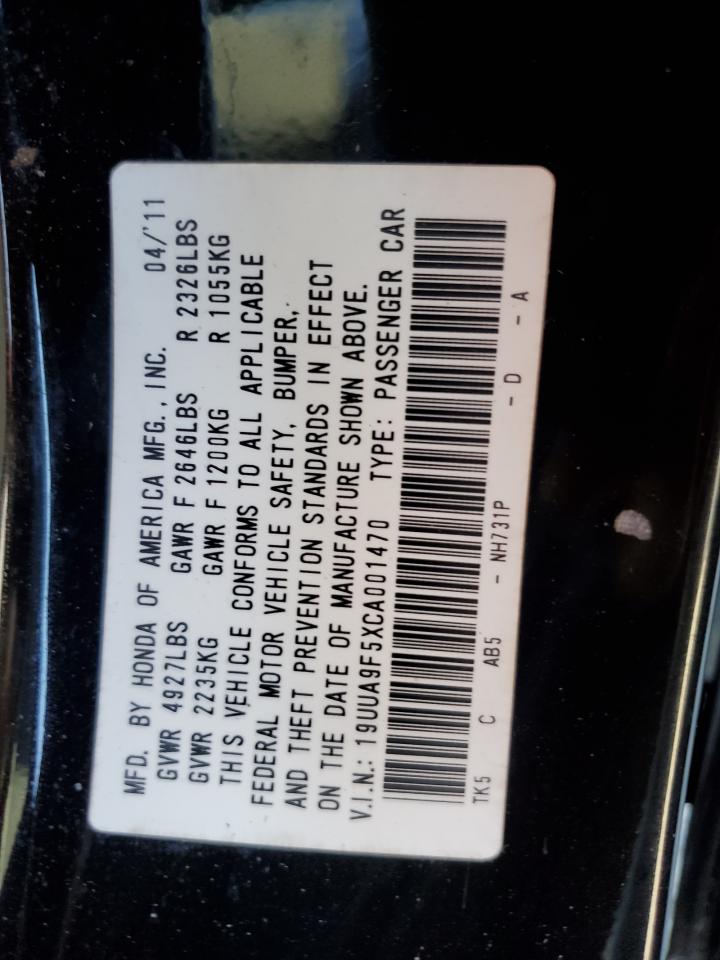 MFD. BY HONDA OF AMERICA MFG., INC. 04/'11
GVWR 4927LBS GAWR F 2646LBS R 2326LBS
GVWR 2235KG GAWR F 1200KG R 1055KG
THIS VEHICLE CONFORMS TO ALL APPLICABLE
FEDERAL MOTOR VEHICLE SAFETY, BUMPER,
AND THEFT PREVENTION STANDARDS IN EFFECT
ON THE DATE OF MANUFACTURE SHOWN ABOVE.
V.I.N.: 19UUA9F5XCA001470 TYPE: PASSENGER CAR
TK5 C AB5 - NH731P - D - A